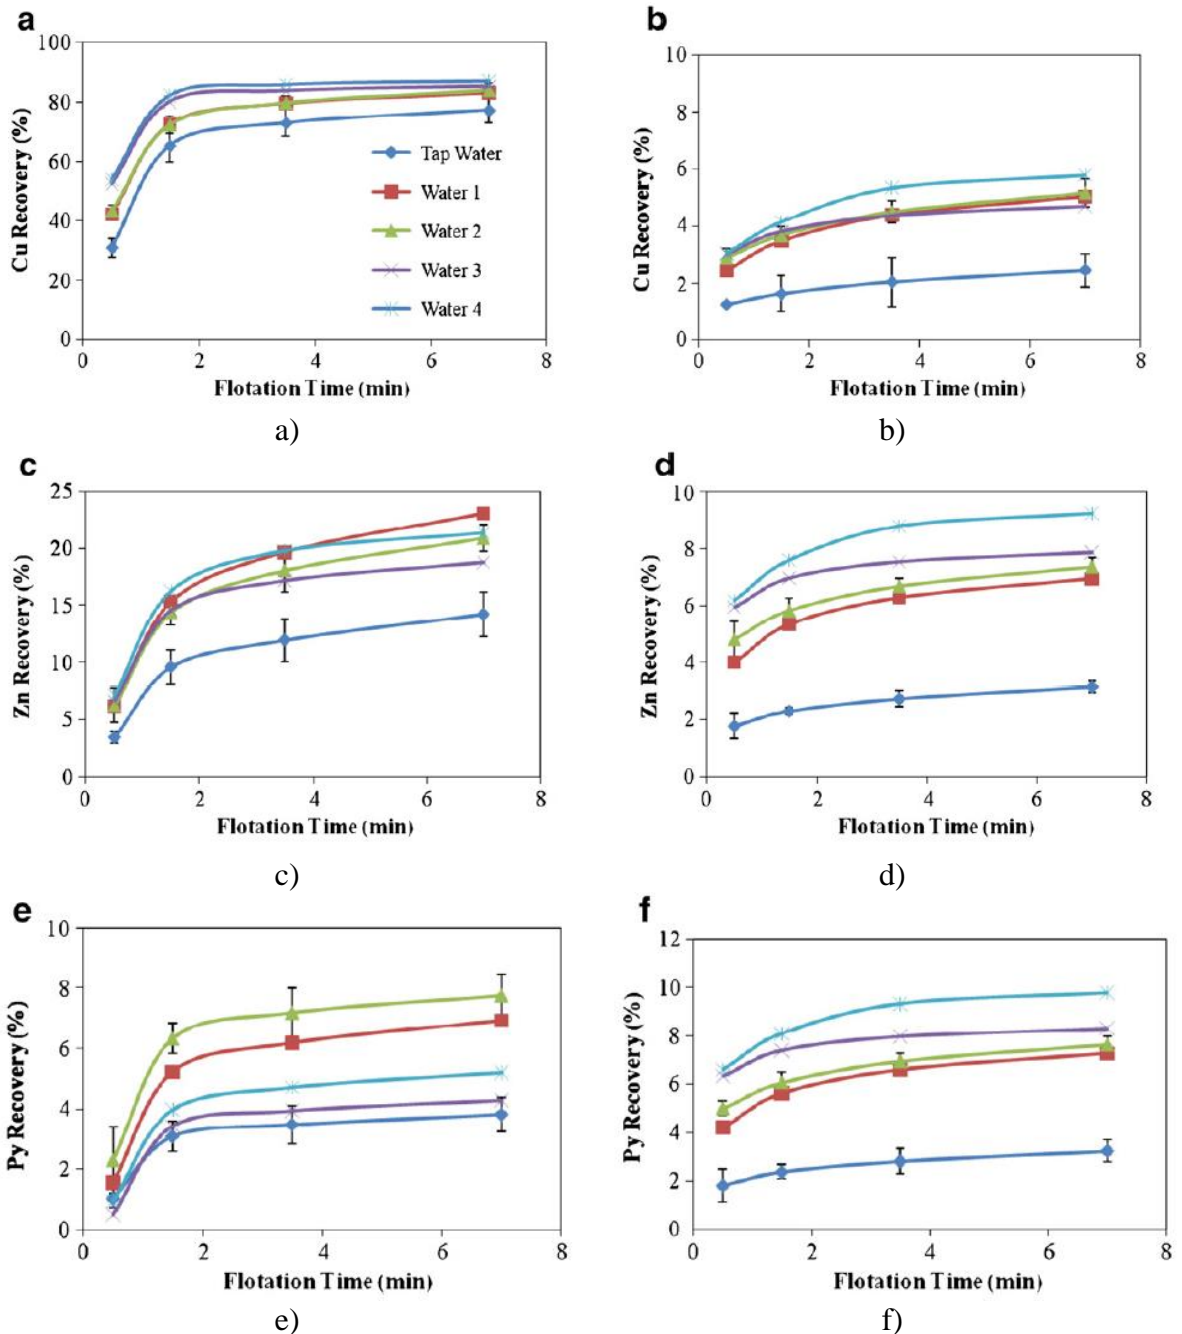 a
100
80
60
40
20
0
Cu Recovery (%)
Tap Water
Water 1
Water 2
Water 3
Water 4
0 2 4 6 8
Flotation Time (min)
a)
b
10
8
6
4
2
0
Cu Recovery (%)
0 2 4 6 8
Flotation Time (min)
b)
c
25
20
15
10
5
0
Zn Recovery (%)
0 2 4 6 8
Flotation Time (min)
c)
d
10
8
6
4
2
0
Zn Recovery (%)
0 2 4 6 8
Flotation Time (min)
d)
e
10
8
6
4
2
0
Py Recovery (%)
0 2 4 6 8
Flotation Time (min)
e)
f
12
10
8
6
4
2
0
Py Recovery (%)
0 2 4 6 8
Flotation Time (min)
f)